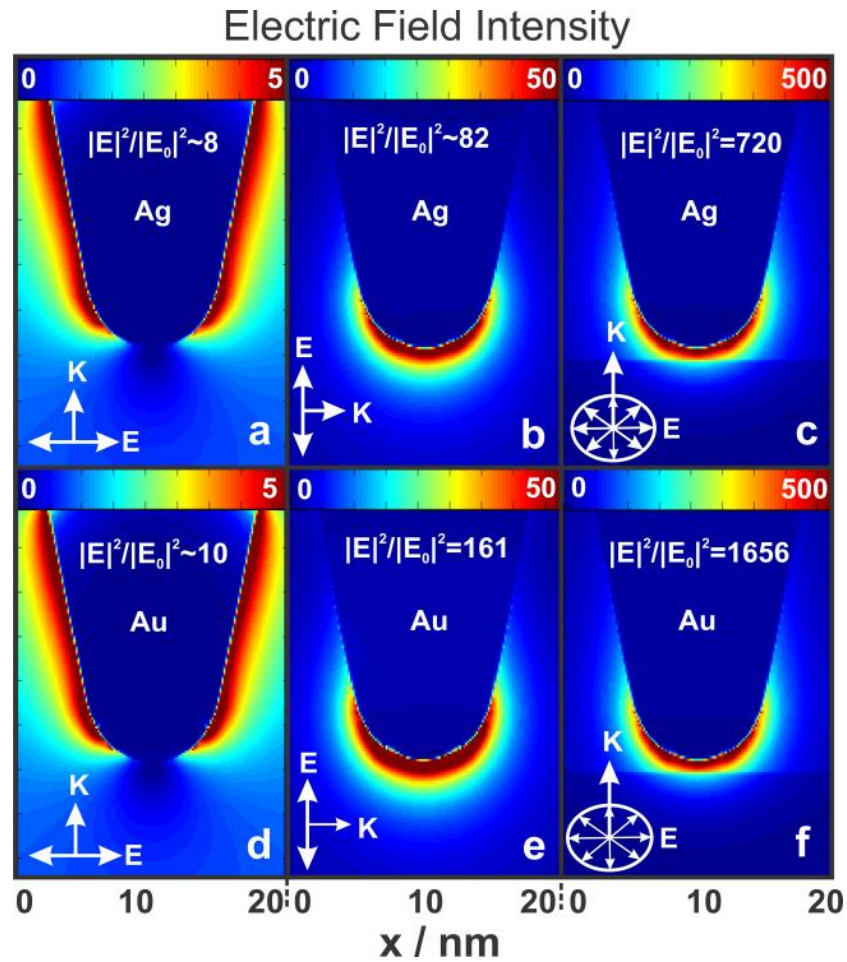 Electric Field Intensity
0 5
0 50
0 500
|E|²/|E₀|²~8
|E|²/|E₀|²~82
|E|²/|E₀|²=720
Ag
Ag
Ag
K
E
a
E
K
b
K
E
c
0 5
0 50
0 500
|E|²/|E₀|²~10
|E|²/|E₀|²=161
|E|²/|E₀|²=1656
Au
Au
Au
K
E
d
E
K
e
K
E
f
0 10 20 0 10 20 0 10 20
x / nm